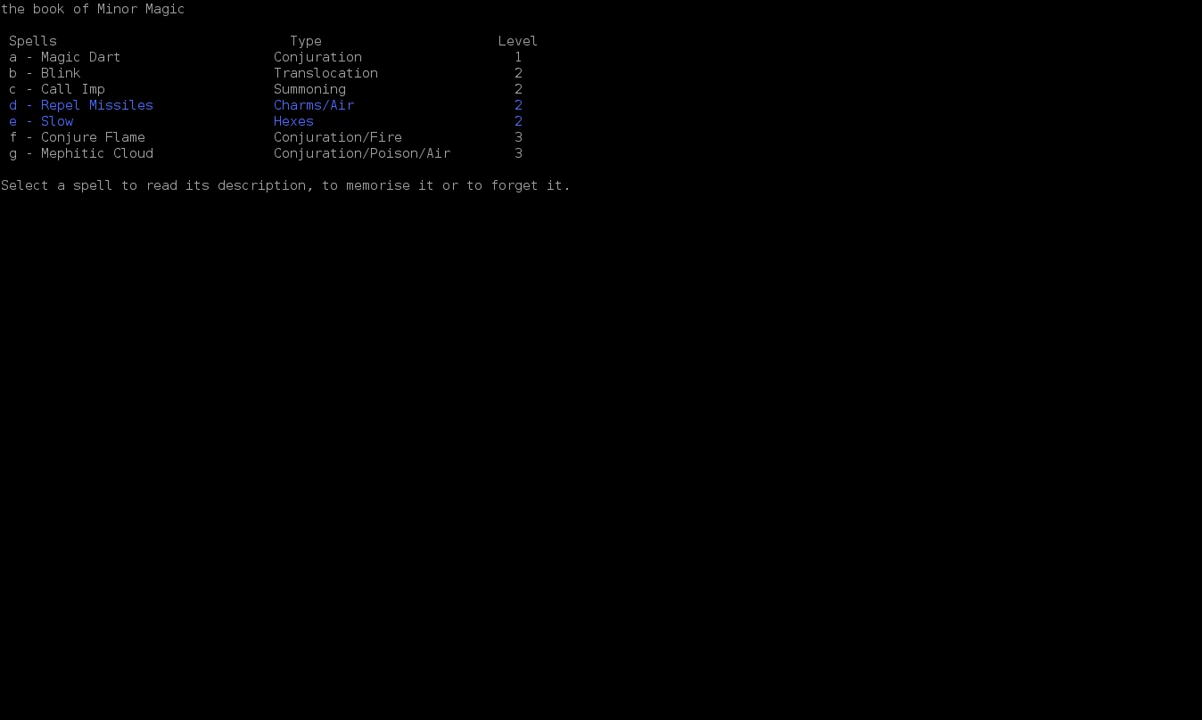 the book of Minor Magic
Spells Type Level
a - Magic Dart Conjuration 1
b - Blink Translocation 2
c - Call Imp Summoning 2
d - Repel Missiles Charms/Air 2
e - Slow Hexes 2
f - Conjure Flame Conjuration/Fire 3
g - Mephitic Cloud Conjuration/Poison/Air 3
Select a spell to read its description, to memorise it or to forget it.